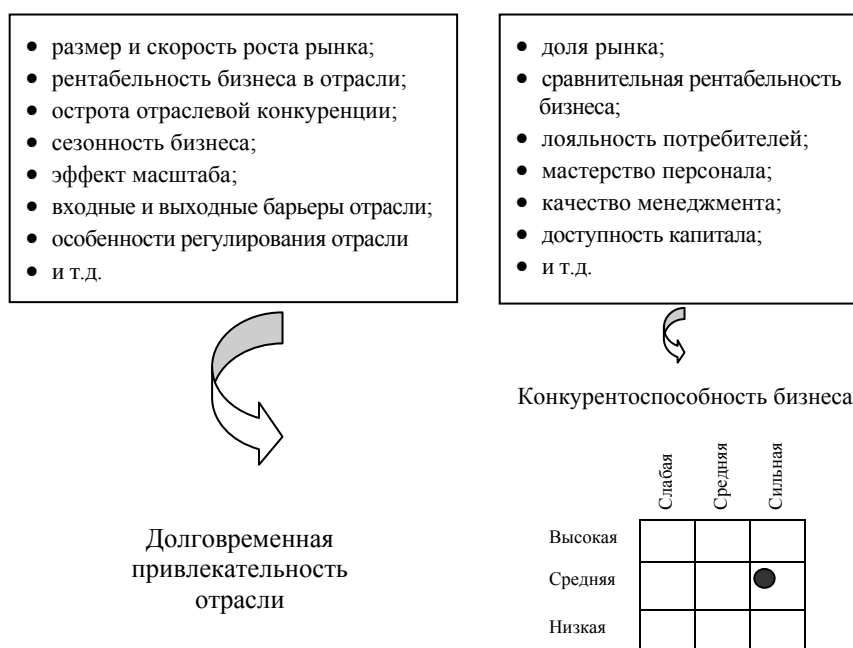 • размер и скорость роста рынка;
• рентабельность бизнеса в отрасли;
• острота отраслевой конкуренции;
• сезонность бизнеса;
• эффект масштаба;
• входные и выходные барьеры отрасли;
• особенности регулирования отрасли
• и т.д.
• доля рынка;
• сравнительная рентабельность
бизнеса;
• лояльность потребителей;
• мастерство персонала;
• качество менеджмента;
• доступность капитала;
• и т.д.
Конкурентоспособность бизнеса
Слабая
Средняя
Сильная
Долговременная
привлекательность
отрасли
Высокая
Средняя
Низкая